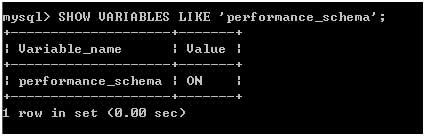 mysql> SHOW VARIABLES LIKE 'performance_schema';
+--------------------+-------+
| Variable_name      | Value |
+--------------------+-------+
| performance_schema | ON    |
+--------------------+-------+
1 row in set (0.00 sec)